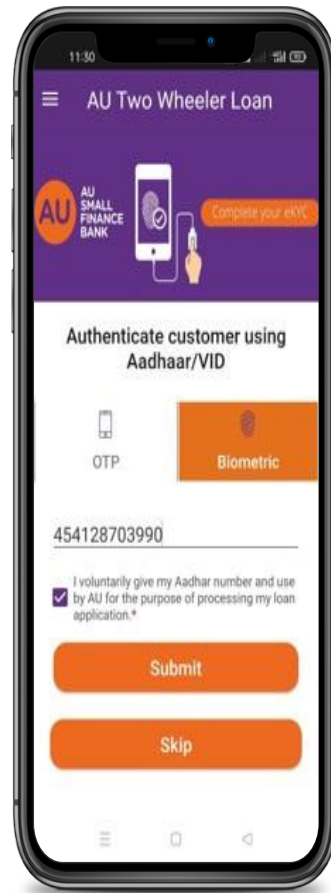 11:30
AU Two Wheeler Loan
AU
AU
SMALL
FINANCE
BANK
Complete your eKYC
Authenticate customer using
Aadhaar/VID
OTP
Biometric
454128703990
I voluntarily give my Aadhar number and use
by AU for the purpose of processing my loan
application.*
Submit
Skip